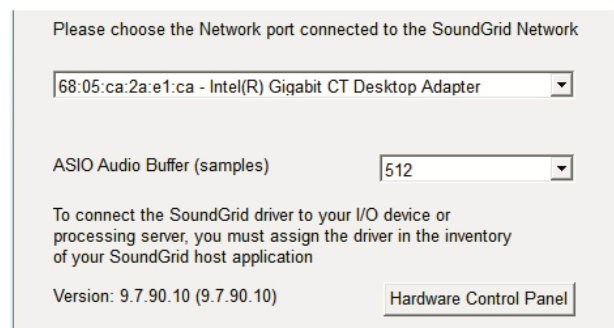 Please choose the Network port connected to the SoundGrid Network
68:05:ca:2a:e1:ca - Intel(R) Gigabit CT Desktop Adapter
ASIO Audio Buffer (samples) 512
To connect the SoundGrid driver to your I/O device or
processing server, you must assign the driver in the inventory
of your SoundGrid host application
Version: 9.7.90.10 (9.7.90.10) Hardware Control Panel